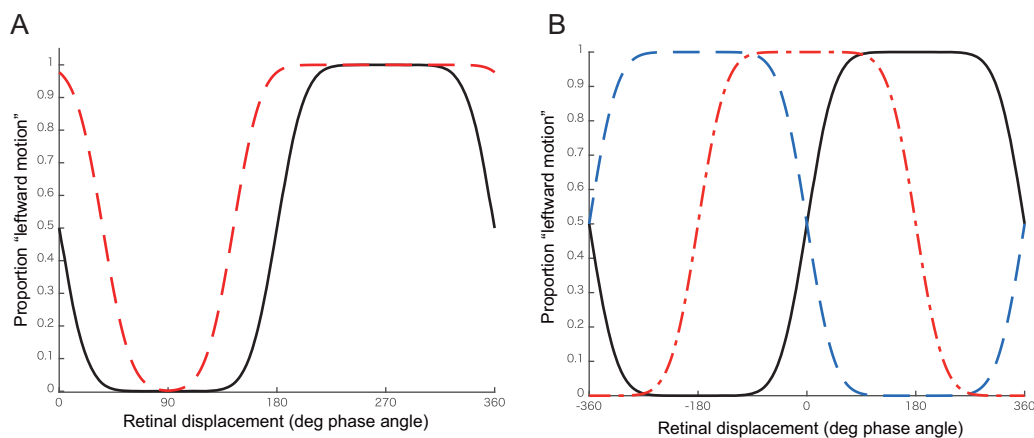 A
Proportion “leftward motion”
1
0.9
0.8
0.7
0.6
0.5
0.4
0.3
0.2
0.1
0
0 90 180 270 360
Retinal displacement (deg phase angle)
B
Proportion “leftward motion”
1
0.9
0.8
0.7
0.6
0.5
0.4
0.3
0.2
0.1
0
-360 -180 0 180 360
Retinal displacement (deg phase angle)